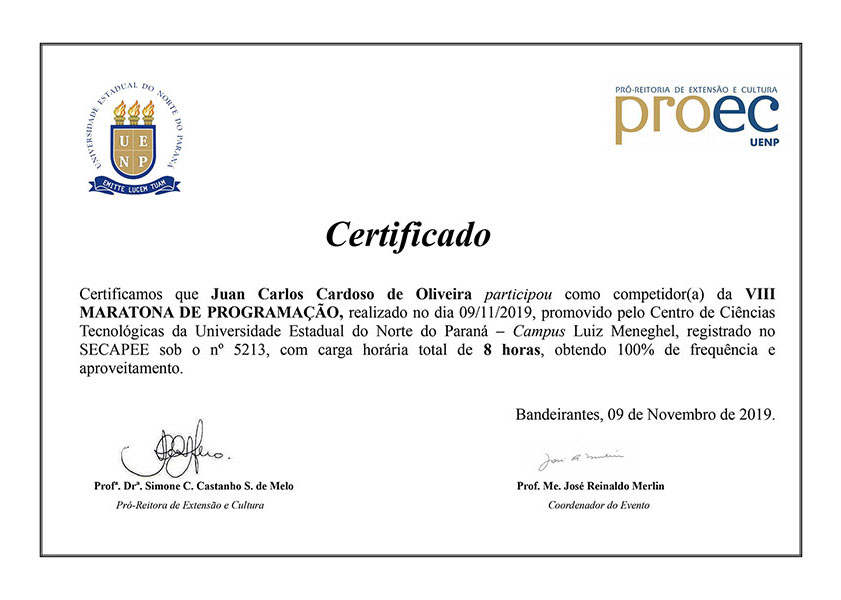 UNIVERSIDADE ESTADUAL DO NORTE DO PARANÁ
U E
N P
EMITTE LUCEM TUAM
PRÓ-REITORIA DE EXTENSÃO E CULTURA
proec
UENP
Certificado
Certificamos que Juan Carlos Cardoso de Oliveira participou como competidor(a) da VIII
MARATONA DE PROGRAMAÇÃO, realizado no dia 09/11/2019, promovido pelo Centro de Ciências
Tecnológicas da Universidade Estadual do Norte do Paraná – Campus Luiz Meneghel, registrado no
SECAPEE sob o nº 5213, com carga horária total de 8 horas, obtendo 100% de frequência e
aproveitamento.
Bandeirantes, 09 de Novembro de 2019.
Profª. Drª. Simone C. Castanho S. de Melo
Pró-Reitora de Extensão e Cultura
Prof. Me. José Reinaldo Merlin
Coordenador do Evento